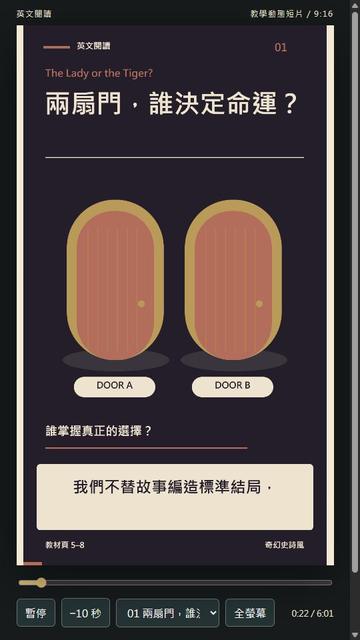 英文閱讀
教學動態短片 / 9:16
英文閱讀
01
The Lady or the Tiger?
兩扇門，誰決定命運？
DOOR A
DOOR B
誰掌握真正的選擇？
我們不替故事編造標準結局，
教材頁 5–8
奇幻史詩風
暫停
−10 秒
01 兩扇門，誰
全螢幕
0:22 / 6:01